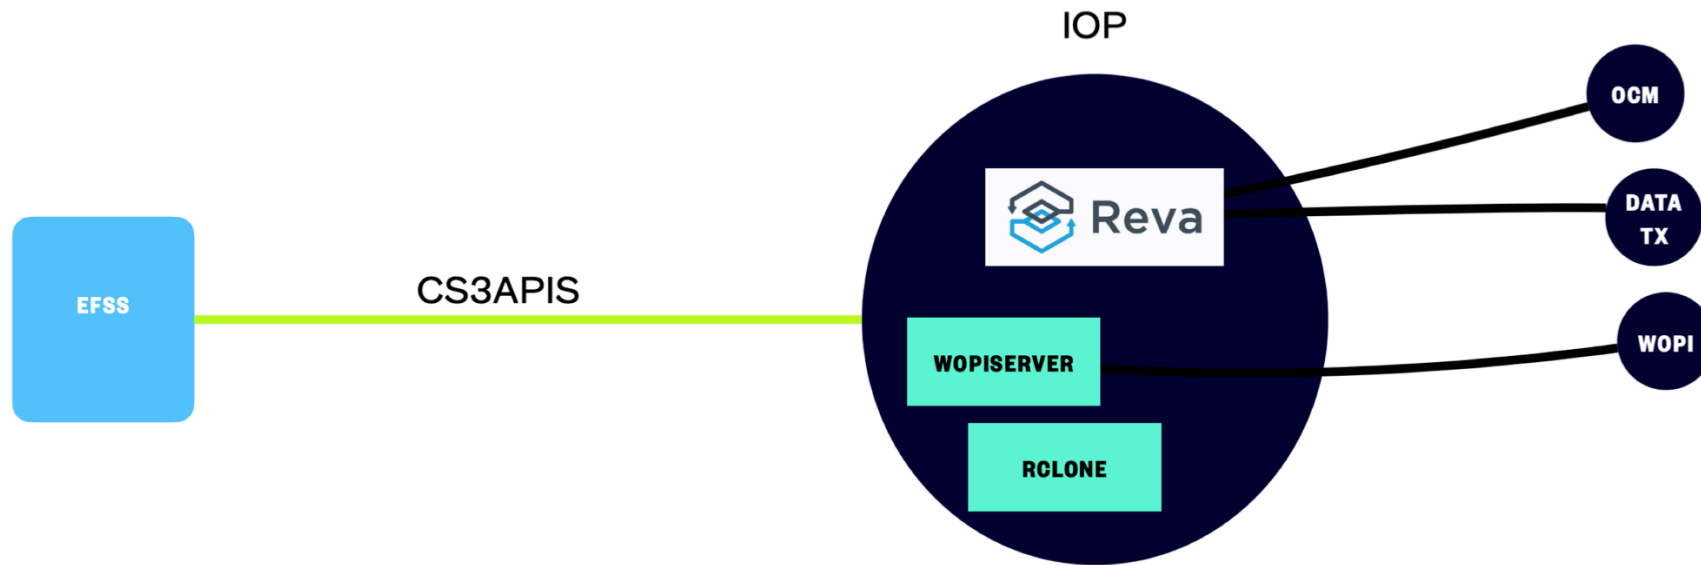 IOP
OCM
Reva
DATA
TX
CS3APIS
EFSS
WOPI
WOPISERVER
RCLONE